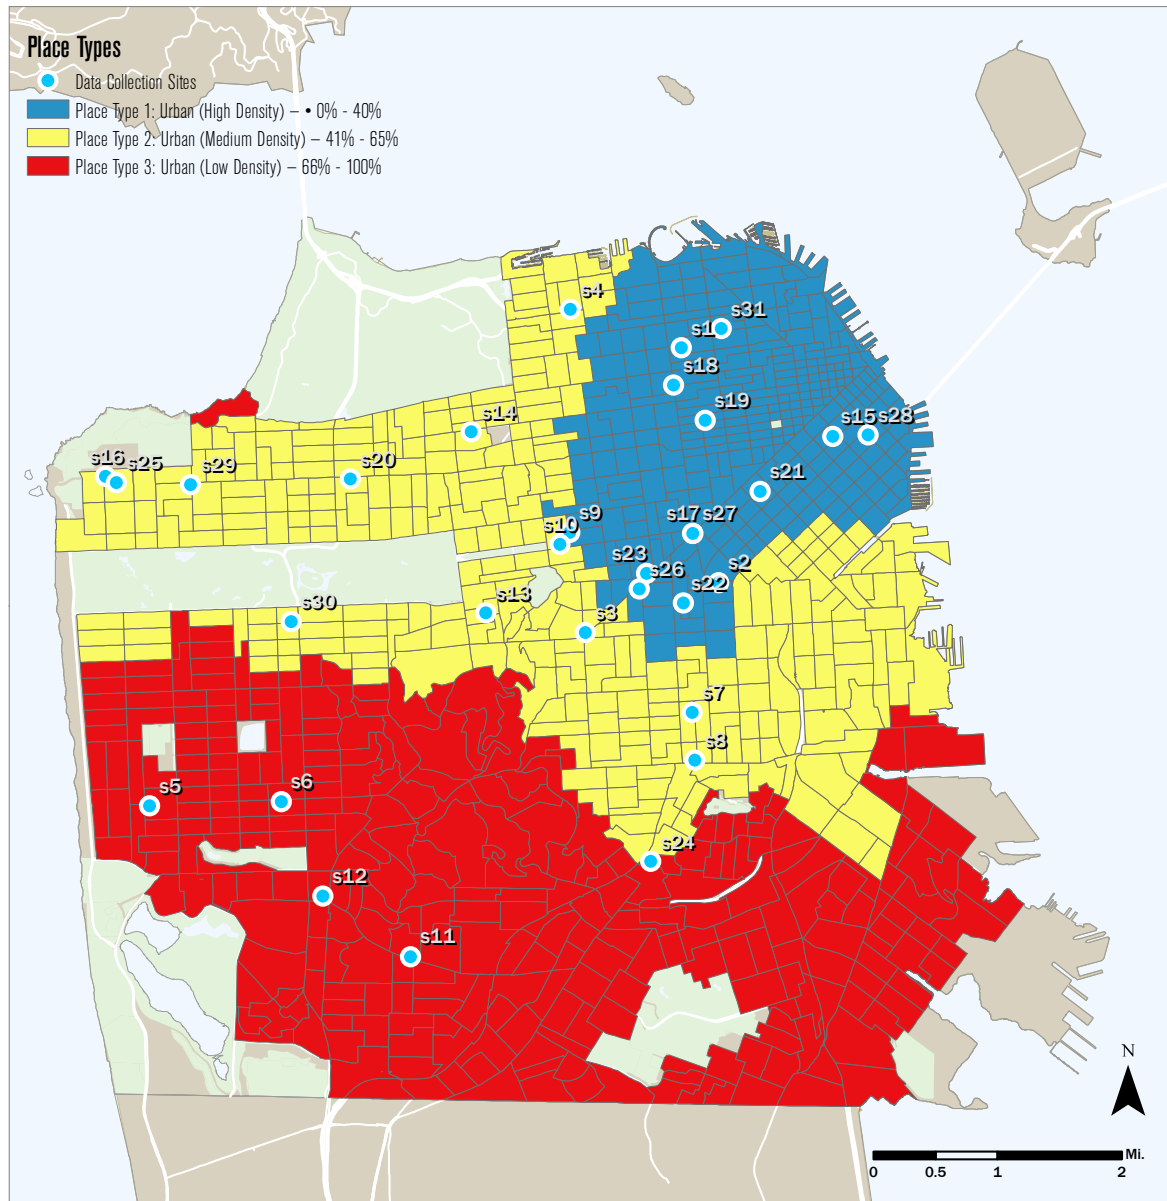 Place Types
Data Collection Sites
Place Type 1: Urban (High Density) – • 0% - 40%
Place Type 2: Urban (Medium Density) – 41% - 65%
Place Type 3: Urban (Low Density) – 66% - 100%
s4
s31
s1
s18
s19
s14
s15 s28
s16 s25
s29
s20
s21
s9
s10
s17 s27
s23
s26
s2
s22
s13
s3
s30
s7
s8
s5
s6
s24
s12
s11
N
Mi.
0 0.5 1 2